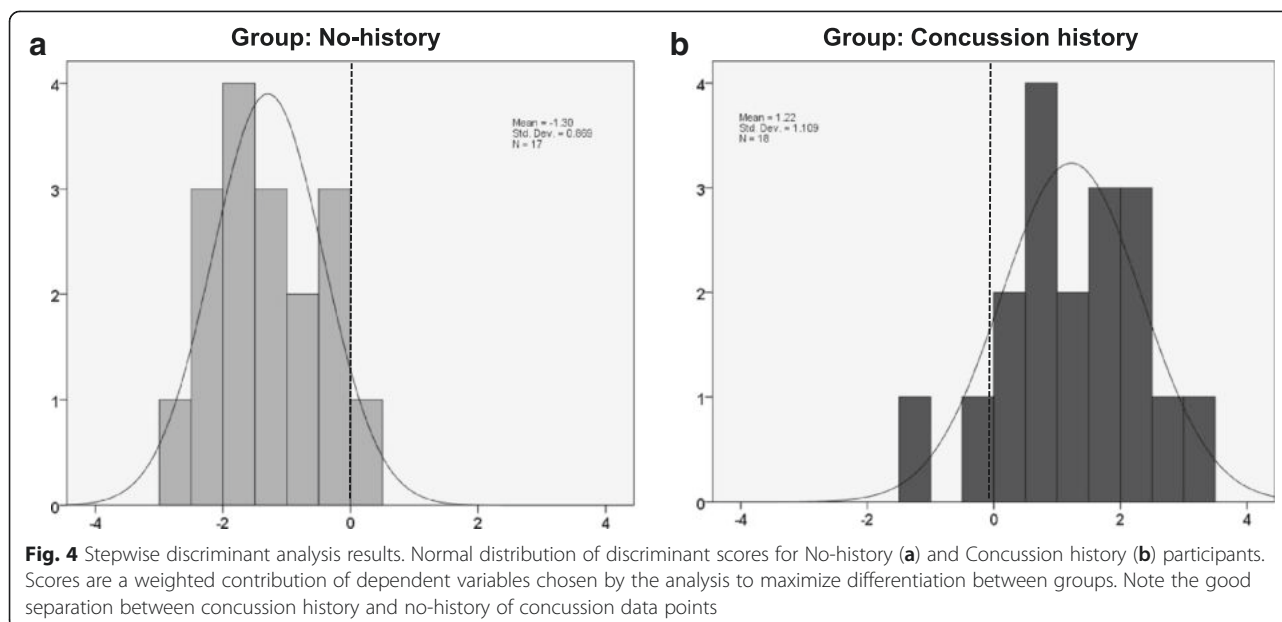 a
Group: No-history
Mean = -1.30
Std. Dev. = 0.869
N = 17
4
3
2
1
0
-4
-2
0
2
4
b
Group: Concussion history
Mean = 1.22
Std. Dev. = 1.109
N = 18
4
3
2
1
0
-4
-2
0
2
4
Fig. 4 Stepwise discriminant analysis results. Normal distribution of discriminant scores for No-history (a) and Concussion history (b) participants.
Scores are a weighted contribution of dependent variables chosen by the analysis to maximize differentiation between groups. Note the good
separation between concussion history and no-history of concussion data points